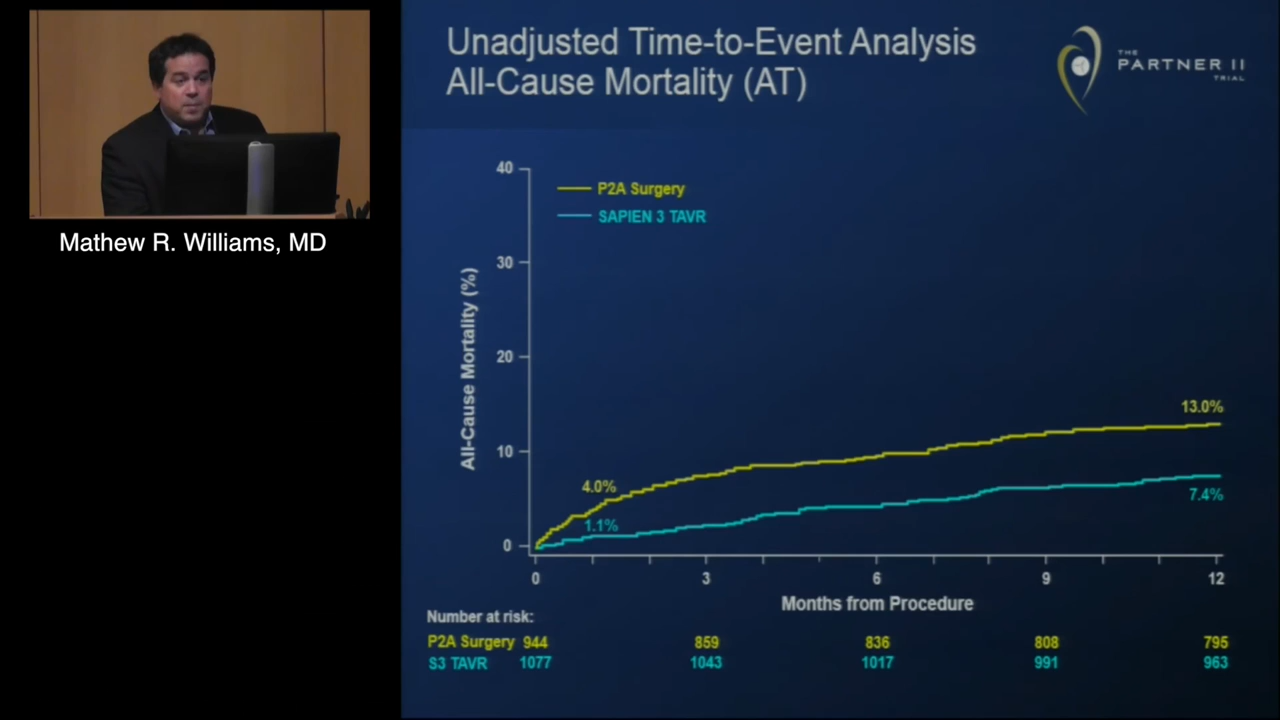 Mathew R. Williams, MD
Unadjusted Time-to-Event Analysis
All-Cause Mortality (AT)
THE
PARTNER II
TRIAL
All-Cause Mortality (%)
40
30
20
10
0
P2A Surgery
SAPIEN 3 TAVR
4.0%
1.1%
13.0%
7.4%
0 3 6 9 12
Months from Procedure
Number at risk:
P2A Surgery 944 859 836 808 795
S3 TAVR 1077 1043 1017 991 963